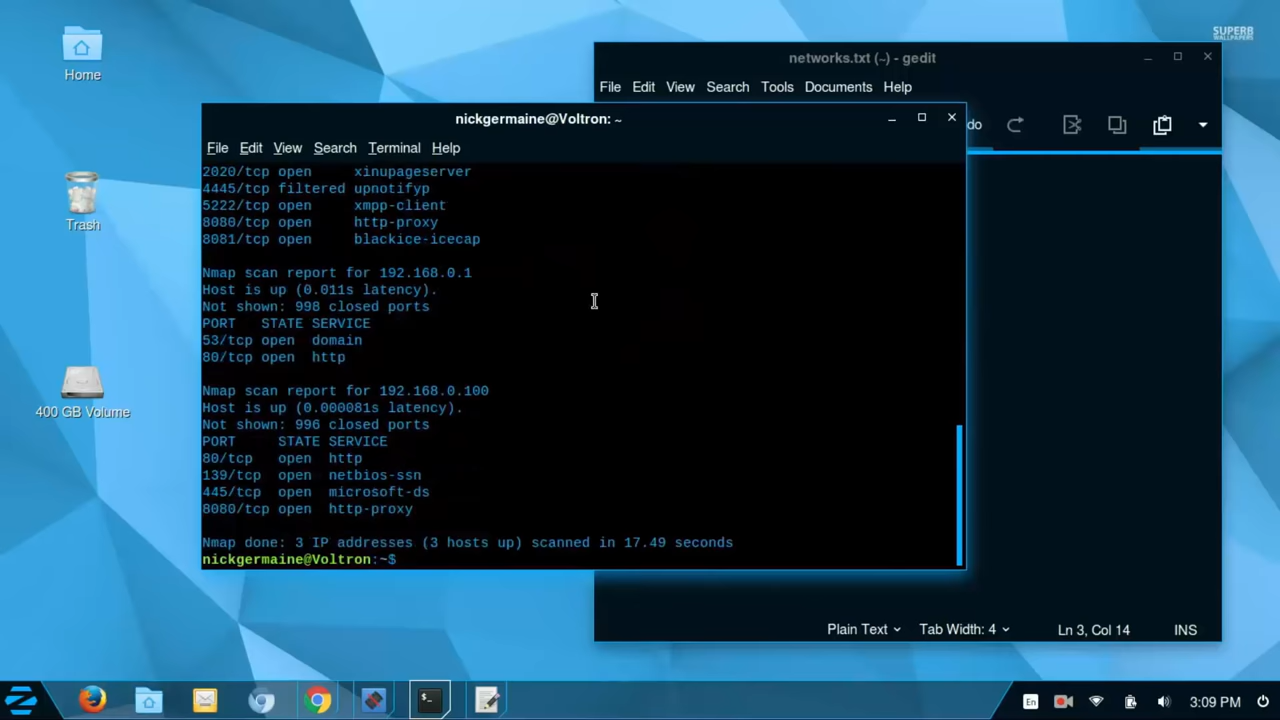 Home
Trash
400 GB Volume
SUPERB
WALLPAPERS
networks.txt (~) - gedit
File Edit View Search Tools Documents Help
do
nickgermaine@Voltron: ~
File Edit View Search Terminal Help
2020/tcp open     xinupageserver
4445/tcp filtered upnotifyp
5222/tcp open     xmpp-client
8080/tcp open     http-proxy
8081/tcp open     blackice-icecap
Nmap scan report for 192.168.0.1
Host is up (0.011s latency).
Not shown: 998 closed ports
PORT   STATE SERVICE
53/tcp open  domain
80/tcp open  http
Nmap scan report for 192.168.0.100
Host is up (0.000081s latency).
Not shown: 996 closed ports
PORT     STATE SERVICE
80/tcp   open  http
139/tcp  open  netbios-ssn
445/tcp  open  microsoft-ds
8080/tcp open  http-proxy
Nmap done: 3 IP addresses (3 hosts up) scanned in 17.49 seconds
nickgermaine@Voltron:~$
Plain Text Tab Width: 4 Ln 3, Col 14 INS
En 3:09 PM